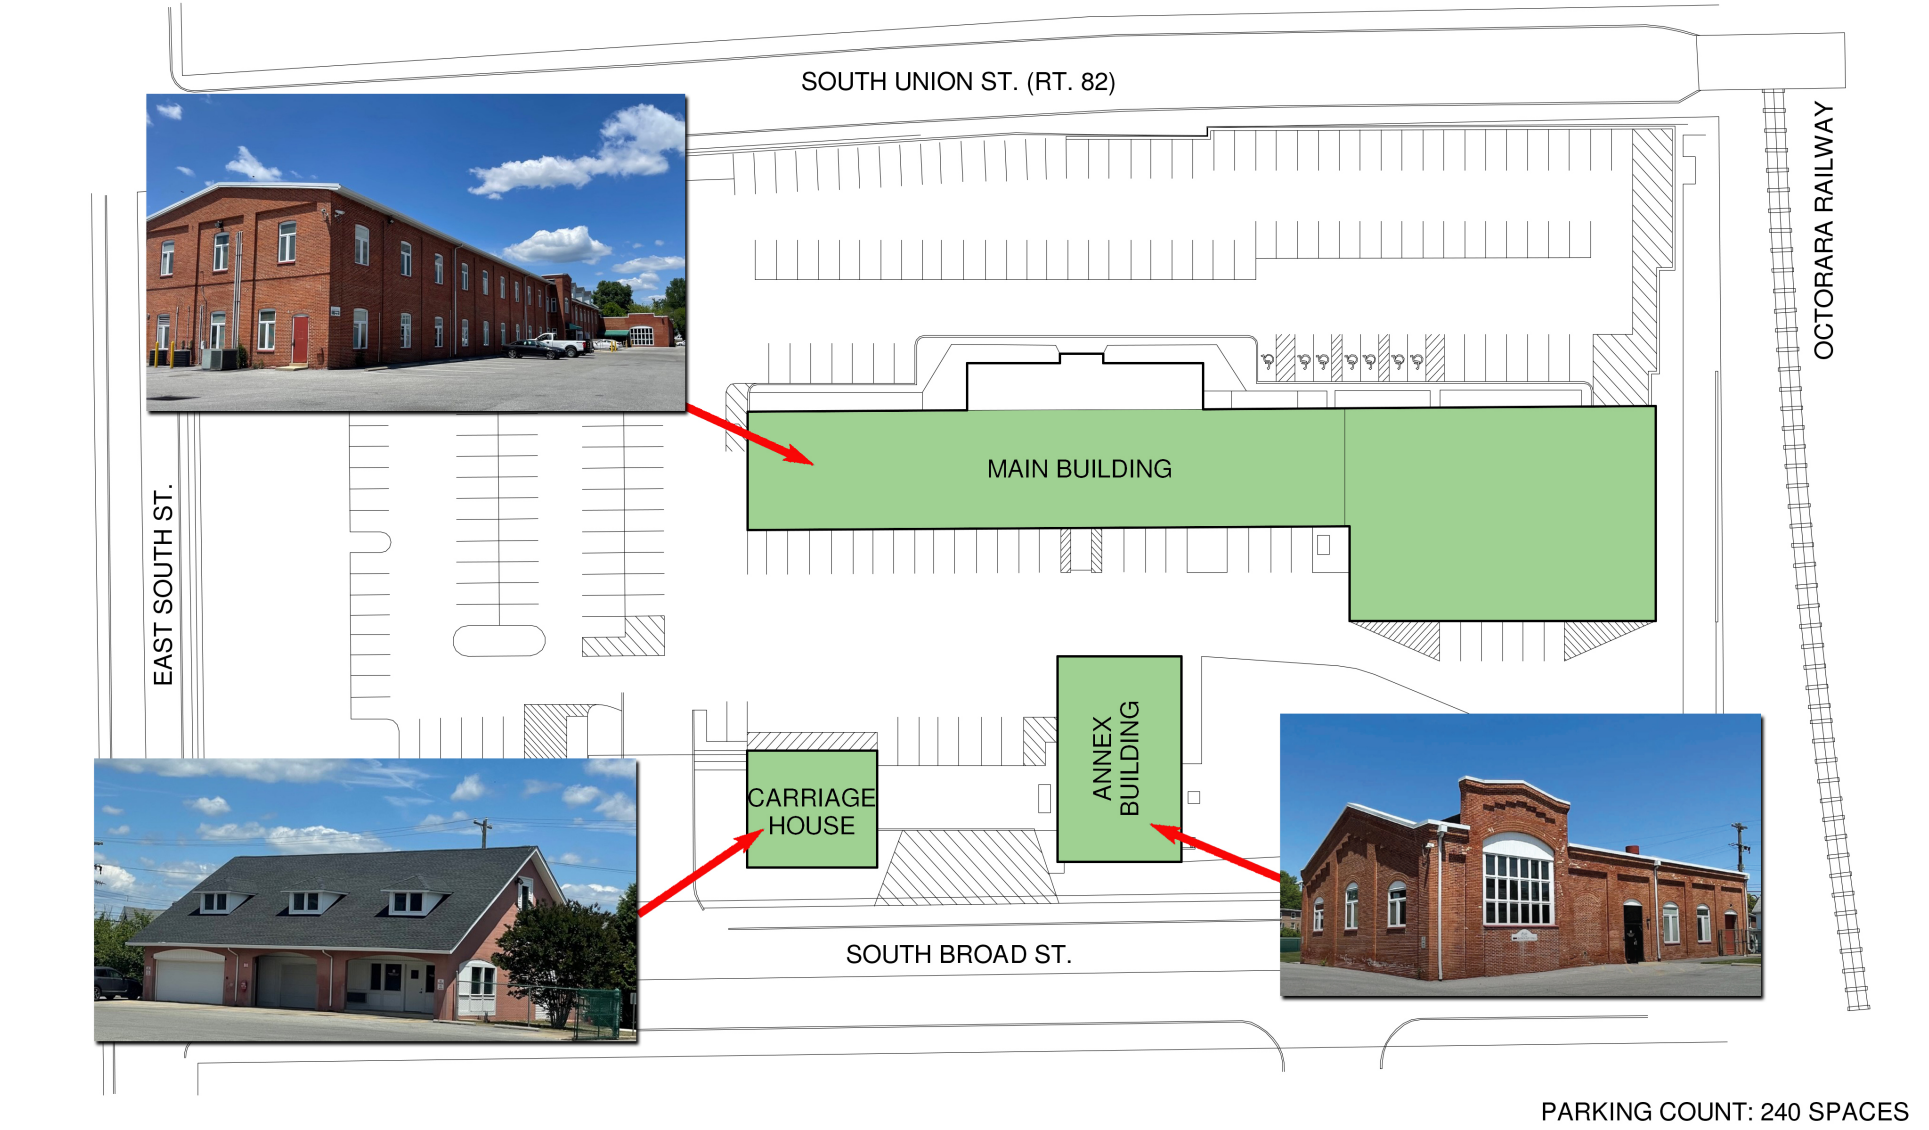 SOUTH UNION ST. (RT. 82)
OCTORARA RAILWAY
MAIN BUILDING
EAST SOUTH ST.
ANNEX
BUILDING
CARRIAGE
HOUSE
SOUTH BROAD ST.
PARKING COUNT: 240 SPACES